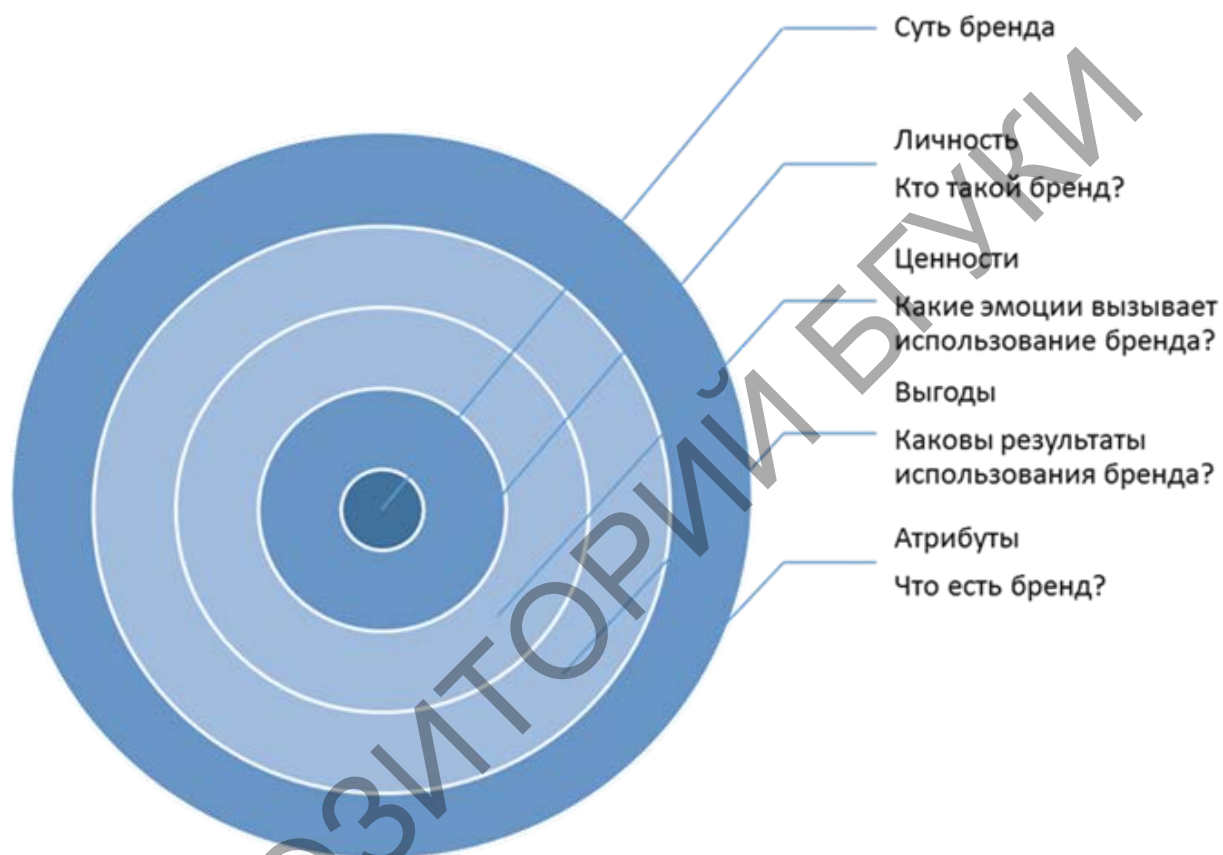 Суть бренда
Личность
Кто такой бренд?
Ценности
Какие эмоции вызывает
использование бренда?
Выгоды
Каковы результаты
использования бренда?
Атрибуты
Что есть бренд?
ОЗИТОРИЙ БГУКИ